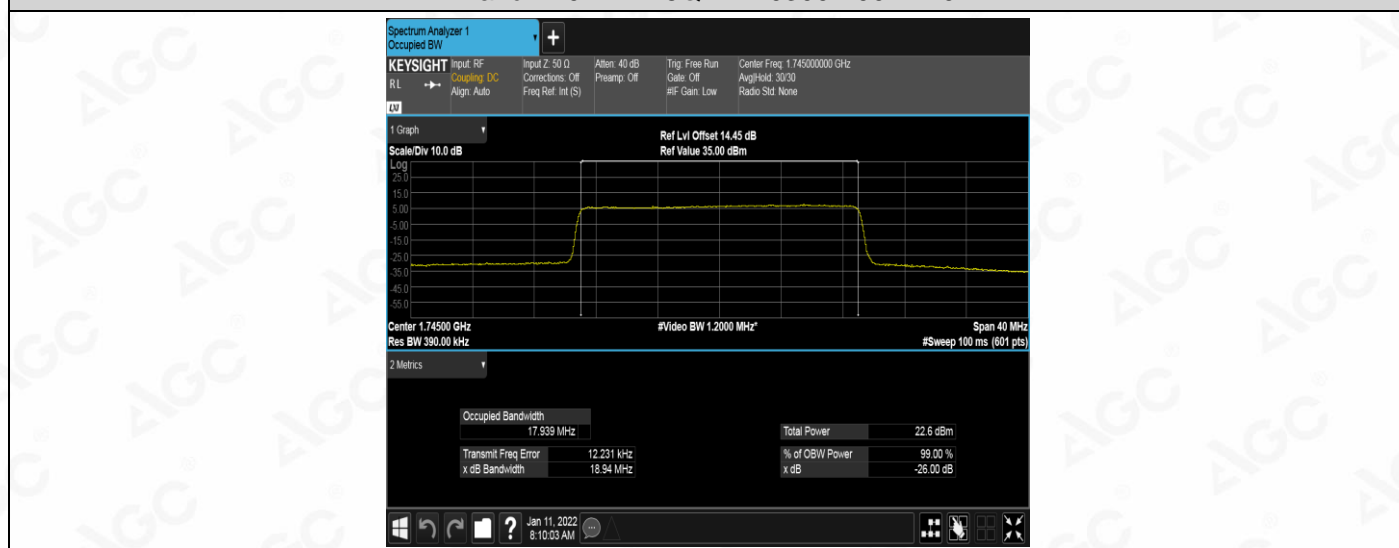 Spectrum Analyzer 1
Occupied BW
+
KEYSIGHT Input: RF Input Z: 50 Ω Atten: 40 dB Trig: Free Run Center Freq: 1.745000000 GHz
RL Coupling: DC Corrections: Off Preamp: Off Gate: Off Avg|Hold: 30/30
Align: Auto Freq Ref: Int (S) #IF Gain: Low Radio Std: None
LXI
1 Graph Ref Lvl Offset 14.45 dB
Scale/Div 10.0 dB Ref Value 35.00 dBm
Log
25.0
15.0
5.00
-5.00
-15.0
-25.0
-35.0
-45.0
-55.0
Center 1.74500 GHz #Video BW 1.2000 MHz* Span 40 MHz
Res BW 390.00 kHz #Sweep 100 ms (601 pts)
2 Metrics
Occupied Bandwidth
17.939 MHz Total Power 22.6 dBm
Transmit Freq Error 12.231 kHz % of OBW Power 99.00 %
x dB Bandwidth 18.94 MHz x dB -26.00 dB
? Jan 11, 2022
8:10:03 AM
AGC